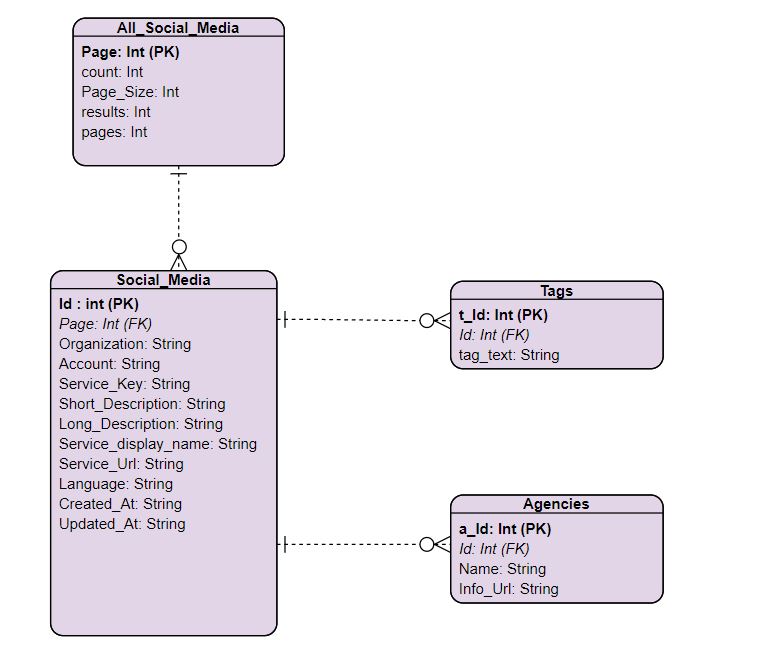 All_Social_Media
Page: Int (PK)
count: Int
Page_Size: Int
results: Int
pages: Int
Social_Media
Id : int (PK)
Page: Int (FK)
Organization: String
Account: String
Service_Key: String
Short_Description: String
Long_Description: String
Service_display_name: String
Service_Url: String
Language: String
Created_At: String
Updated_At: String
Tags
t_Id: Int (PK)
Id: Int (FK)
tag_text: String
Agencies
a_Id: Int (PK)
Id: Int (FK)
Name: String
Info_Url: String